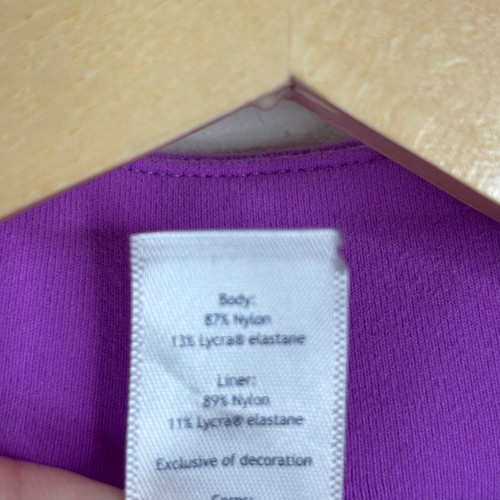 Body:
87% Nylon
13% Lycra® elastane
Liner:
89% Nylon
11% Lycra® elastane
Exclusive of decoration